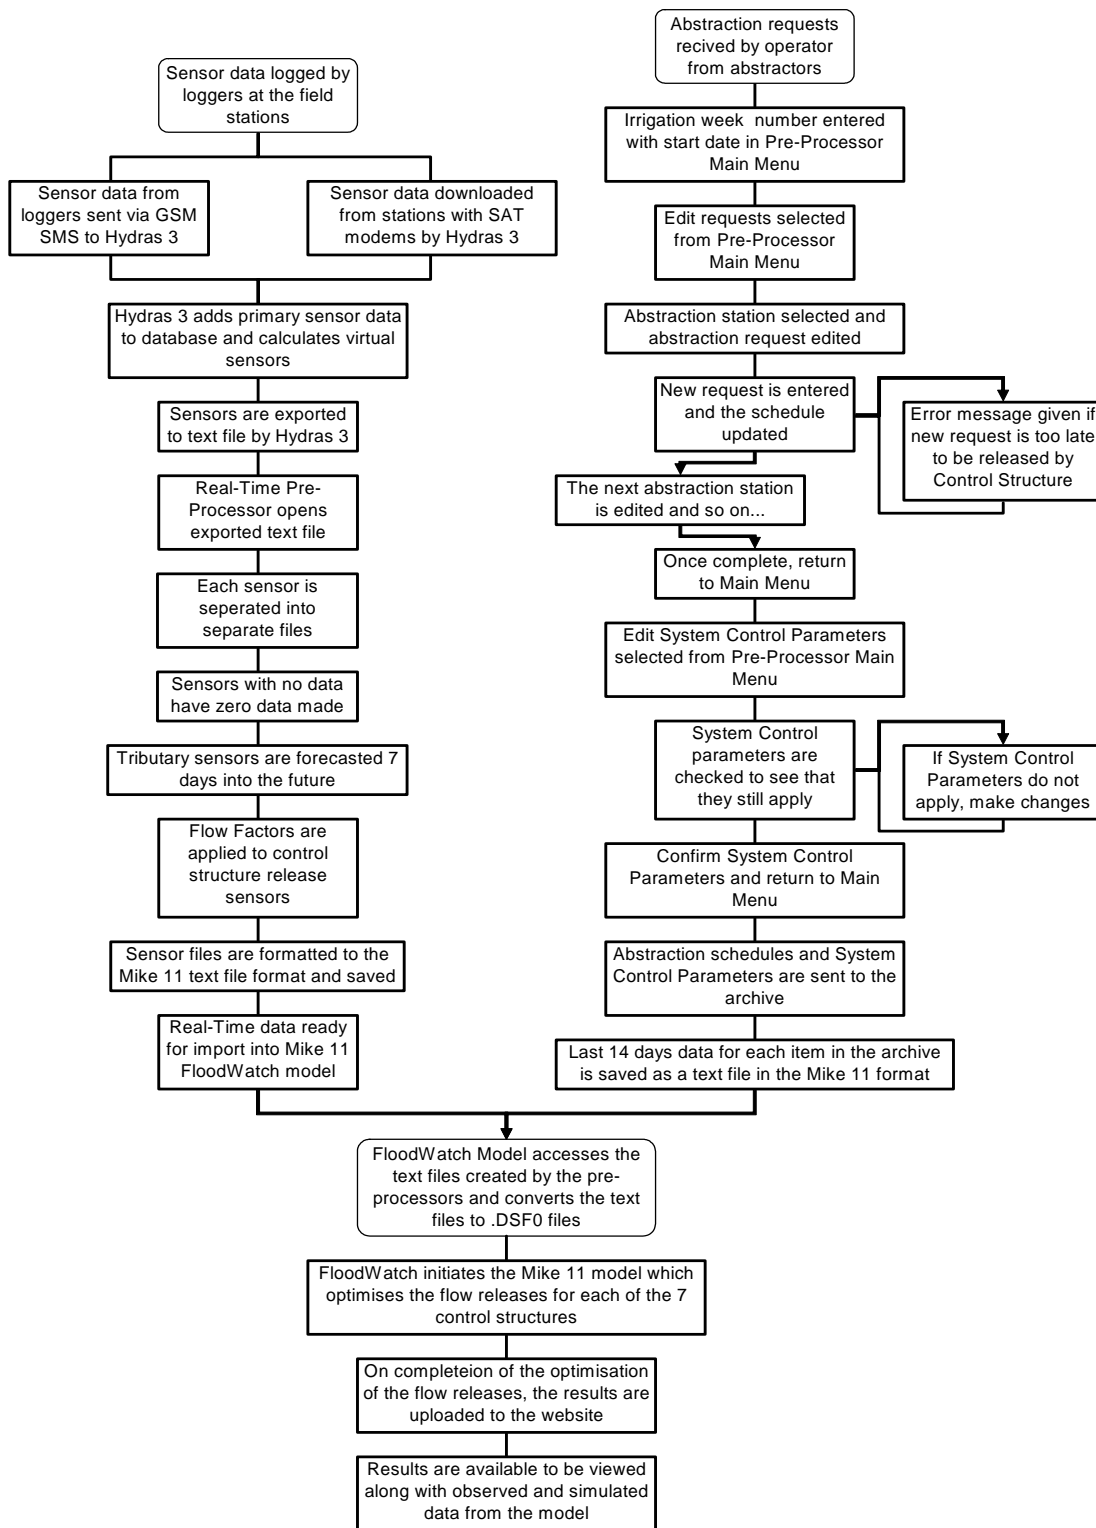 Sensor data logged by
loggers at the field
stations
Sensor data from
loggers sent via GSM
SMS to Hydras 3
Sensor data downloaded
from stations with SAT
modems by Hydras 3
Hydras 3 adds primary sensor data
to database and calculates virtual
sensors
Sensors are exported
to text file by Hydras 3
Real-Time Pre-
Processor opens
exported text file
Each sensor is
seperated into
separate files
Sensors with no data
have zero data made
Tributary sensors are forecasted 7
days into the future
Flow Factors are
applied to control
structure release
sensors
Sensor files are formatted to the
Mike 11 text file format and saved
Real-Time data ready
for import into Mike 11
FloodWatch model
Abstraction requests
recived by operator
from abstractors
Irrigation week number entered
with start date in Pre-Processor
Main Menu
Edit requests selected
from Pre-Processor
Main Menu
Abstraction station selected and
abstraction request edited
New request is entered
and the schedule
updated
Error message given if
new request is too late
to be released by
Control Structure
The next abstraction station
is edited and so on...
Once complete, return
to Main Menu
Edit System Control Parameters
selected from Pre-Processor Main
Menu
System Control
parameters are
checked to see that
they still apply
If System Control
Parameters do not
apply, make changes
Confirm System Control
Parameters and return to Main
Menu
Abstraction schedules and System
Control Parameters are sent to the
archive
Last 14 days data for each item in the archive
is saved as a text file in the Mike 11 format
FloodWatch Model accesses the
text files created by the pre-
processors and converts the text
files to .DSF0 files
FloodWatch initiates the Mike 11 model which
optimises the flow releases for each of the 7
control structures
On completeion of the optimisation
of the flow releases, the results are
uploaded to the website
Results are available to be viewed
along with observed and simulated
data from the model